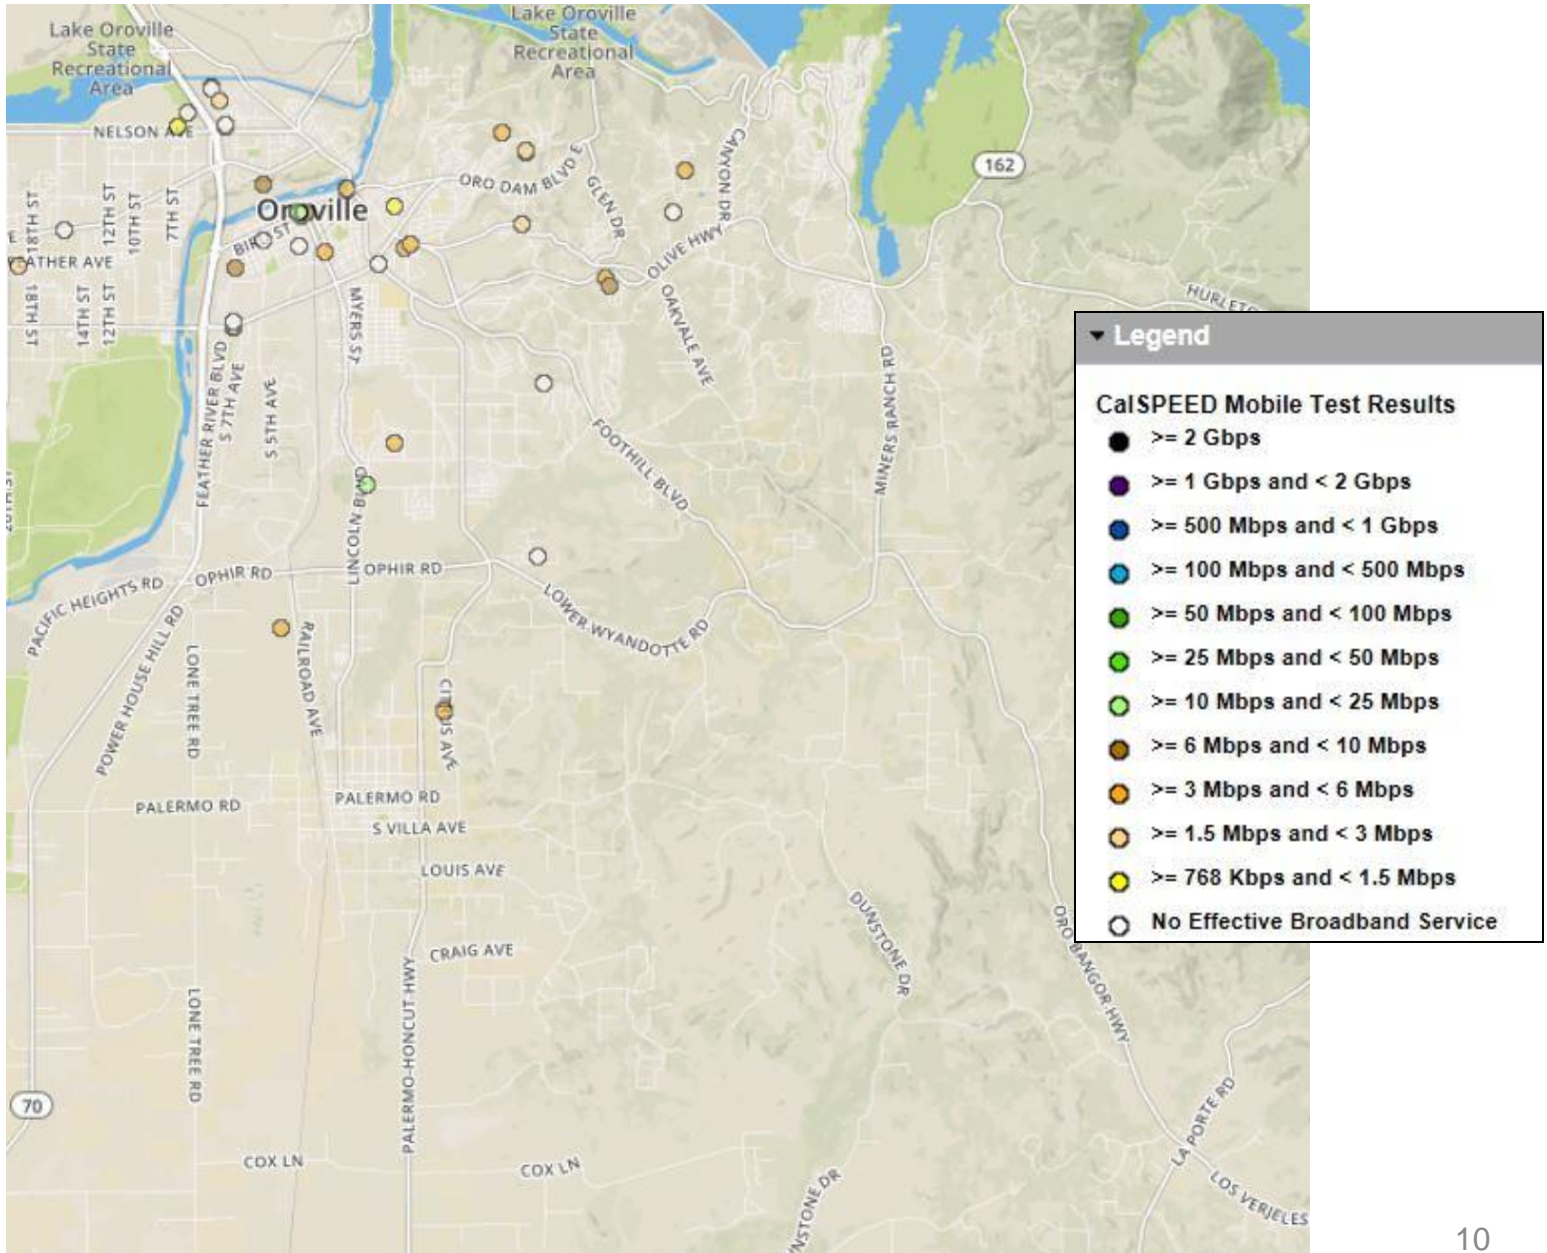 Lake Oroville
State
Recreational
Area
Lake Oroville
State
Recreational
Area
NELSON AVE
162
CANYON DR
ORO DAM BLVD E
GLEN DR
18TH ST
12TH ST
10TH ST
7TH ST
Oroville
BIRD ST
OLIVE HWY
FEATHER AVE
18TH ST
14TH ST
12TH ST
MYERS ST
OAKVALE AVE
FEATHER RIVER BLVD
S 7TH AVE
S 5TH AVE
MINERS RANCH RD
FOOTHILL BLVD
LINCOLN BLVD
PACIFIC HEIGHTS RD
OPHIR RD
OPHIR RD
LOWER WYANDOTTE RD
POWER HOUSE HILL RD
LONE TREE RD
RAILROAD AVE
CITRUS AVE
PALERMO RD
PALERMO RD
S VILLA AVE
LOUIS AVE
DUNSTONE DR
CRAIG AVE
ORO BANGOR HWY
LONE TREE RD
PALERMO-HONCUT HWY
70
COX LN
COX LN
LA PORTE RD
LOS VERJELES
NSTONE DR
Legend
CalSPEED Mobile Test Results
>= 2 Gbps
>= 1 Gbps and < 2 Gbps
>= 500 Mbps and < 1 Gbps
>= 100 Mbps and < 500 Mbps
>= 50 Mbps and < 100 Mbps
>= 25 Mbps and < 50 Mbps
>= 10 Mbps and < 25 Mbps
>= 6 Mbps and < 10 Mbps
>= 3 Mbps and < 6 Mbps
>= 1.5 Mbps and < 3 Mbps
>= 768 Kbps and < 1.5 Mbps
No Effective Broadband Service
10